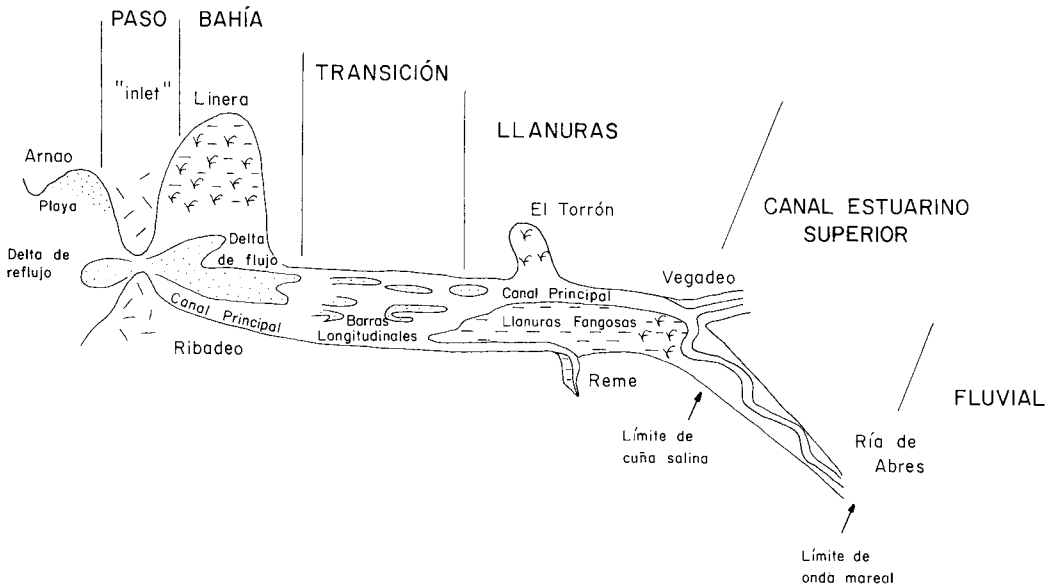 PASO
BAHÍA
TRANSICIÓN
"inlet"
Linera
LLANURAS
Arnao
Playa
El Torrón
CANAL ESTUARINO
SUPERIOR
Delta de
reflujo
Delta
de flujo
Vegadeo
Canal Principal
Canal Principal
Barras
Longitudinales
Llanuras Fangosas
Ribadeo
Reme
FLUVIAL
Límite de
cuña salina
Ría de
Abres
Límite de
onda mareal